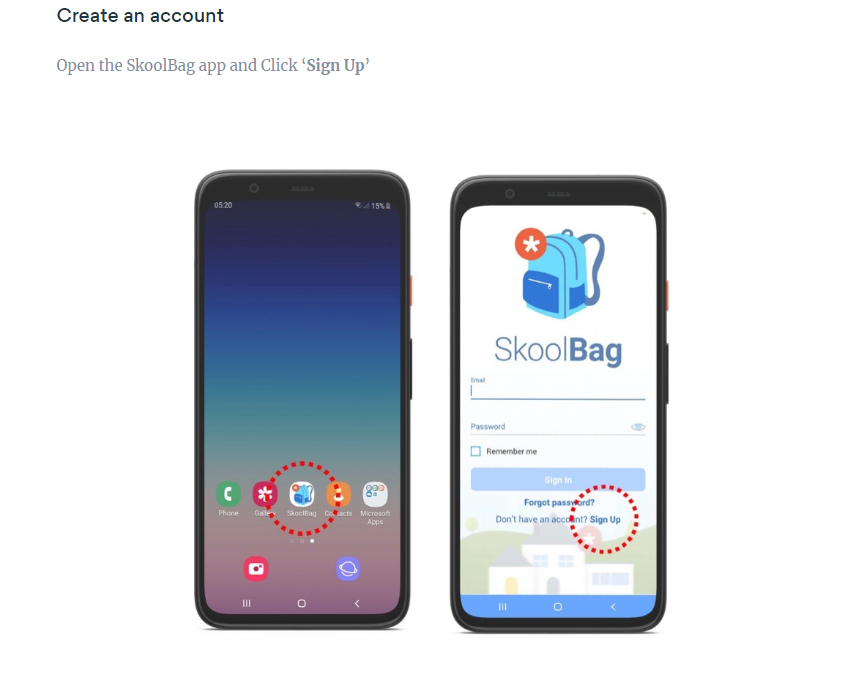 Create an account
Open the SkoolBag app and Click ‘Sign Up’
05:20 15%
SkoolBag
Email
Password
Remember me
Sign In
Forgot password?
Don't have an account? Sign Up
Phone Gallery SkoolBag Contacts Microsoft
Apps